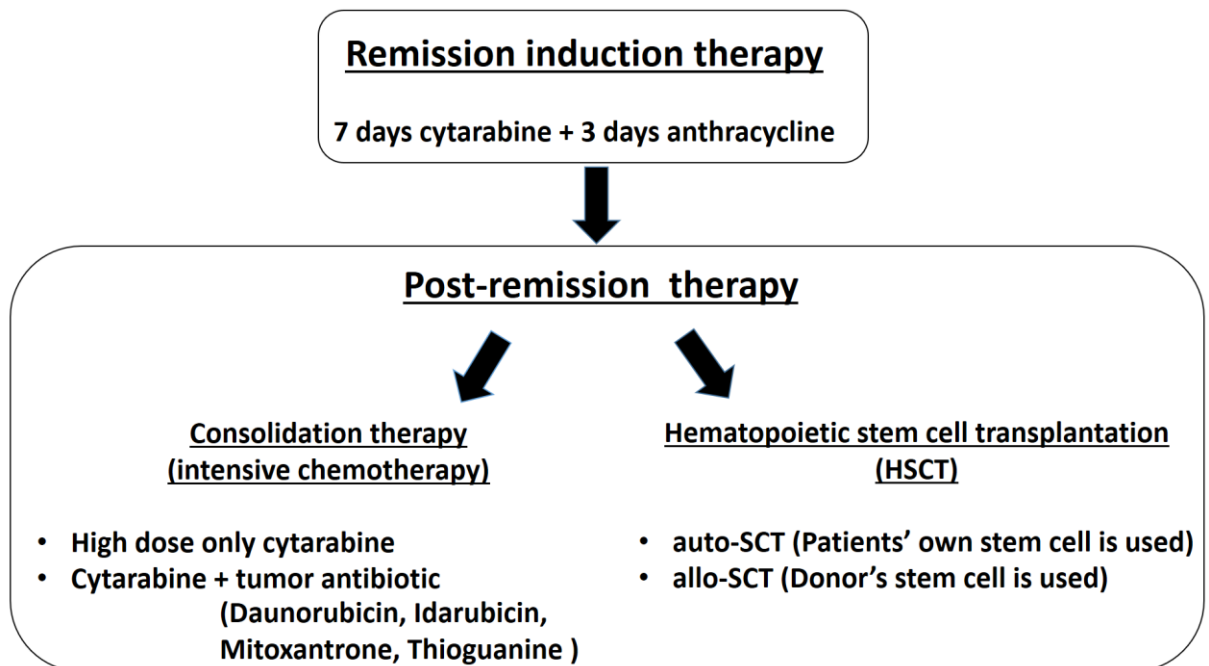 Remission induction therapy
7 days cytarabine + 3 days anthracycline
Post-remission therapy
Consolidation therapy
(intensive chemotherapy)
• High dose only cytarabine
• Cytarabine + tumor antibiotic
(Daunorubicin, Idarubicin,
Mitoxantrone, Thioguanine )
Hematopoietic stem cell transplantation
(HSCT)
• auto-SCT (Patients’ own stem cell is used)
• allo-SCT (Donor’s stem cell is used)